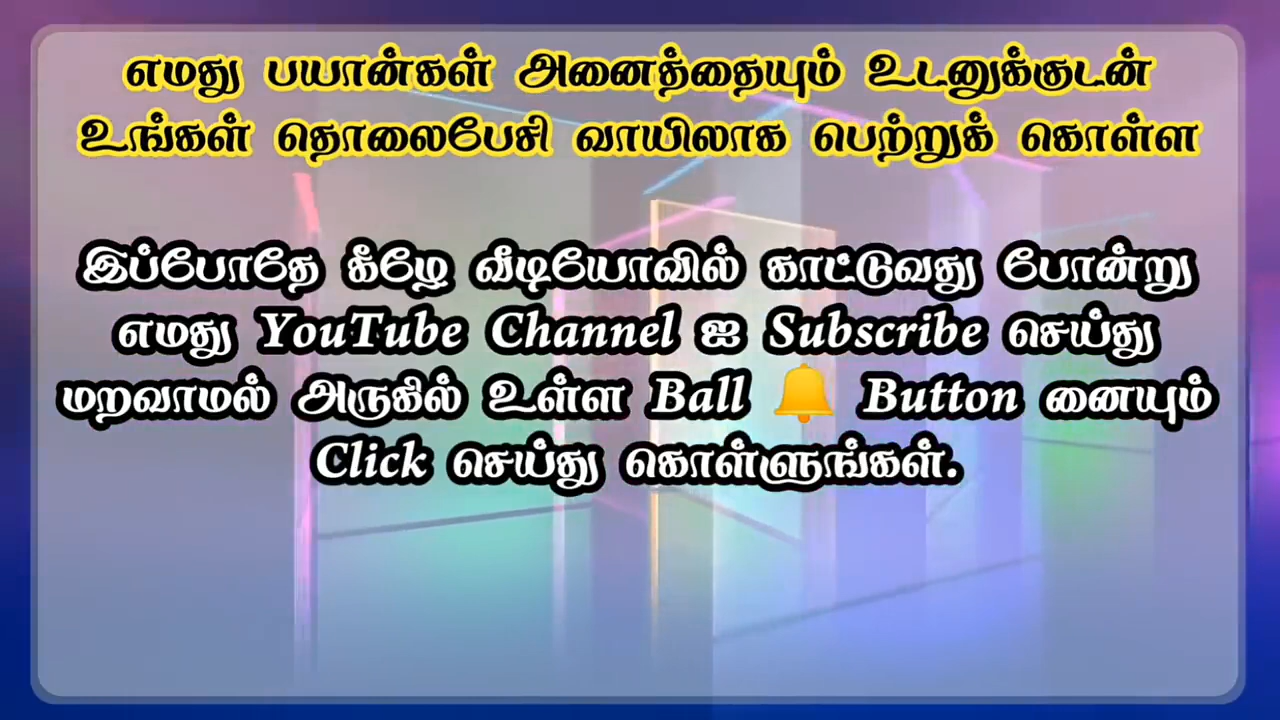 எமது பயான்கள் அனைத்தையும் உடனுக்குடன்
உங்கள் தொலைபேசி வாயிலாக பெற்றுக் கொள்ள
இப்போதே கீழே வீடியோவில் காட்டுவது போன்று
எமது YouTube Channel ஐ Subscribe செய்து
மறவாமல் அருகில் உள்ள Ball 🔔 Button னையும்
Click செய்து கொள்ளுங்கள்.